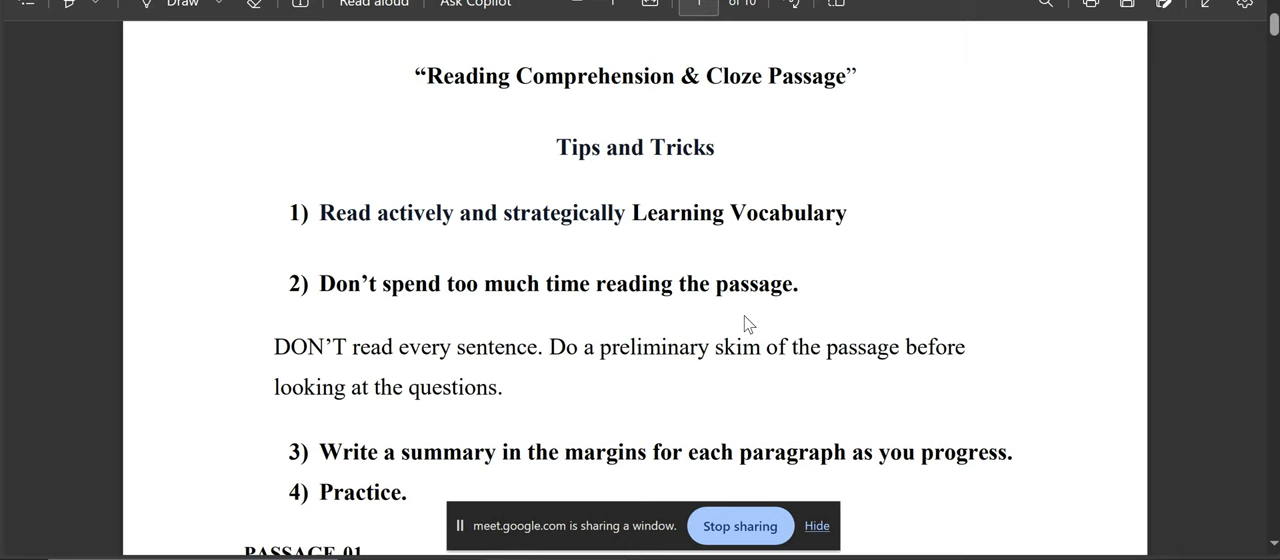 Draw
Read aloud
Ask Copilot
1
of 10
“Reading Comprehension & Cloze Passage”
Tips and Tricks
1) Read actively and strategically Learning Vocabulary
2) Don’t spend too much time reading the passage.
DON’T read every sentence. Do a preliminary skim of the passage before
looking at the questions.
3) Write a summary in the margins for each paragraph as you progress.
4) Practice.
meet.google.com is sharing a window.
Stop sharing
Hide
PASSAGE 01